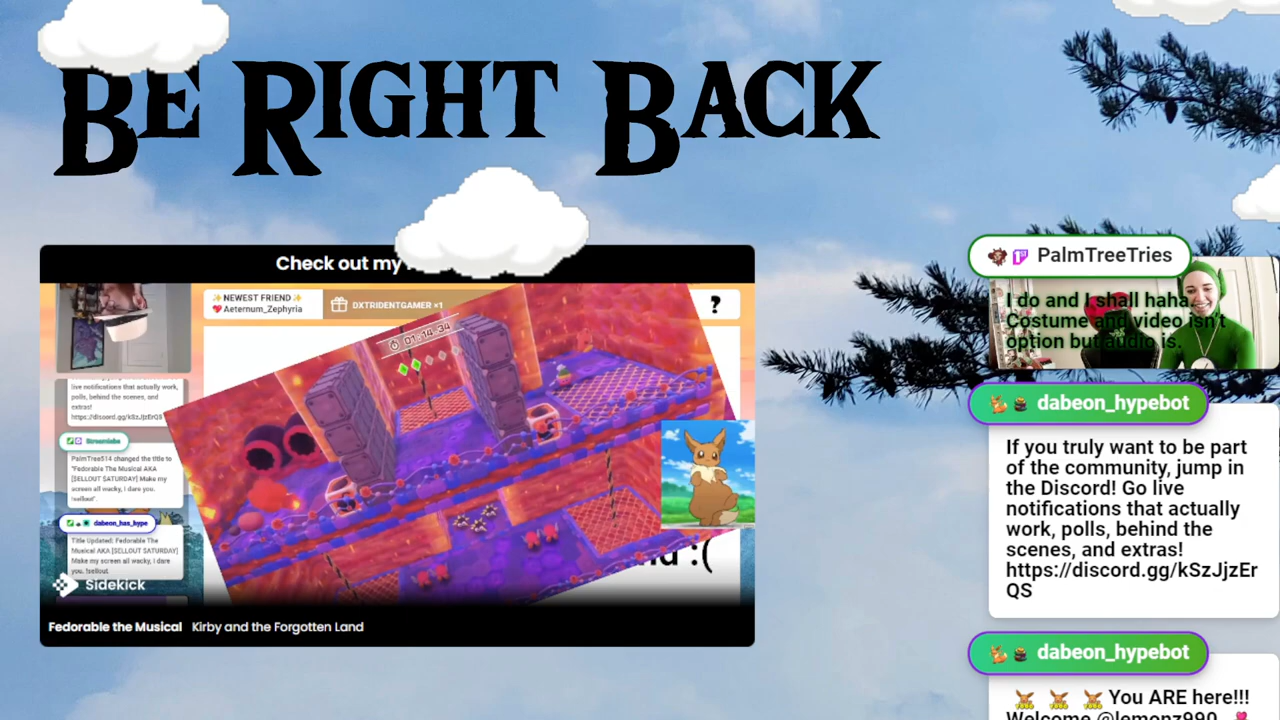 BE RIGHT BACK
Check out my
✨ NEWEST FRIEND ✨
Aeternum_Zephyria
DXTRIDENTGAMER ×1
?
01:14.34
live notifications that actually work,
polls, behind the scenes, and
extras!
https://discord.gg/kSzJjzErQS
Streamlabs
PalmTree514 changed the title to
"Fedorable The Musical AKA
[SELLOUT SATURDAY] Make my
screen all wacky, I dare you.
!sellout".
dabeon_has_hype
Title Updated: Fedorable The
Musical AKA [SELLOUT SATURDAY]
Make my screen all wacky, I dare
you. !sellout
:(
Sidekick
Fedorable the Musical Kirby and the Forgotten Land
PalmTreeTries
I do and I shall haha.
Costume and video isn't
option but audio is.
dabeon_hypebot
If you truly want to be part
of the community, jump in
the Discord! Go live
notifications that actually
work, polls, behind the
scenes, and extras!
https://discord.gg/kSzJjzEr
QS
dabeon_hypebot
You ARE here!!!
Welcome @lemonz990